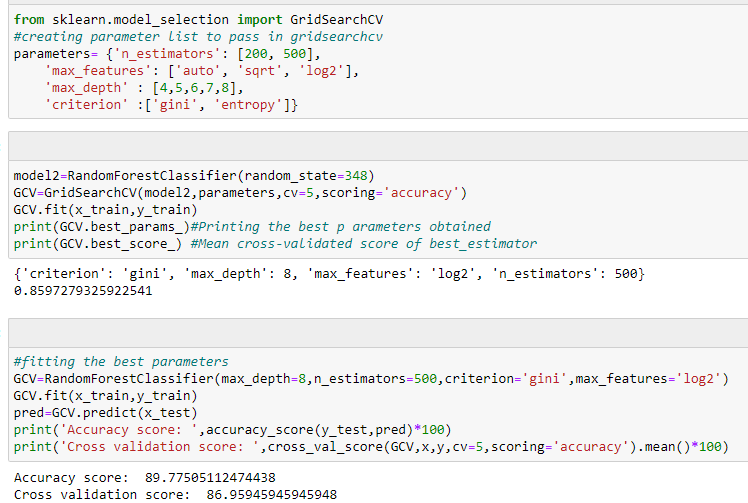 from sklearn.model_selection import GridSearchCV
#creating parameter list to pass in gridsearchcv
parameters= {'n_estimators': [200, 500],
    'max_features': ['auto', 'sqrt', 'log2'],
    'max_depth' : [4,5,6,7,8],
    'criterion' :['gini', 'entropy']}
model2=RandomForestClassifier(random_state=348)
GCV=GridSearchCV(model2,parameters,cv=5,scoring='accuracy')
GCV.fit(x_train,y_train)
print(GCV.best_params_)#Printing the best p arameters obtained
print(GCV.best_score_) #Mean cross-validated score of best_estimator
{'criterion': 'gini', 'max_depth': 8, 'max_features': 'log2', 'n_estimators': 500}
0.8597279325922541
#fitting the best parameters
GCV=RandomForestClassifier(max_depth=8,n_estimators=500,criterion='gini',max_features='log2')
GCV.fit(x_train,y_train)
pred=GCV.predict(x_test)
print('Accuracy score: ',accuracy_score(y_test,pred)*100)
print('Cross validation score: ',cross_val_score(GCV,x,y,cv=5,scoring='accuracy').mean()*100)
Accuracy score:  89.77505112474438
Cross validation score:  86.95945945945948